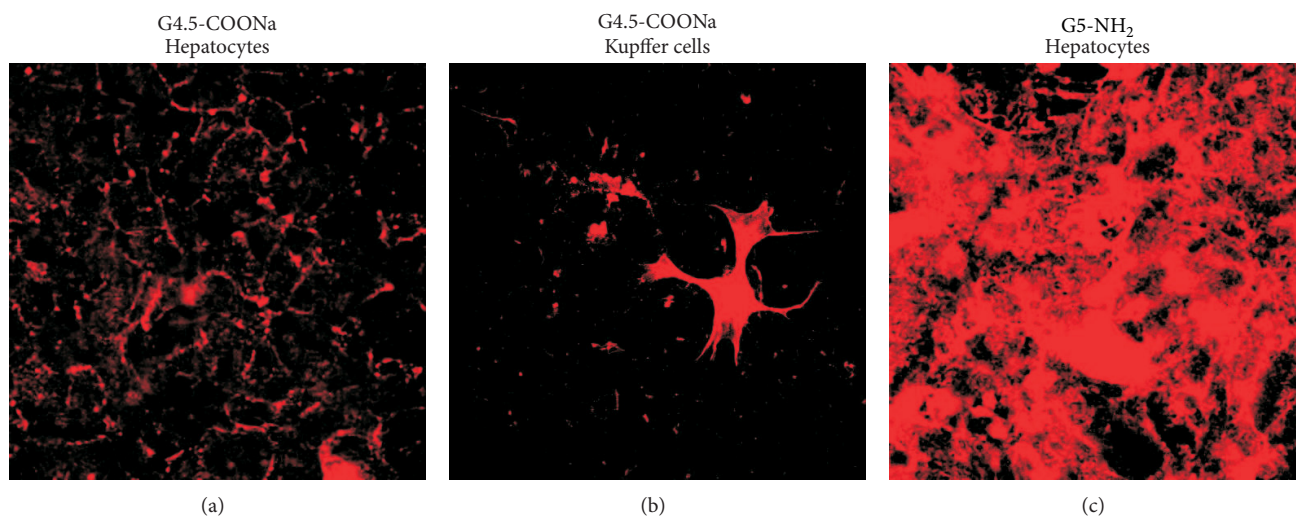 G4.5-COONa
Hepatocytes
G4.5-COONa
Kupffer cells
G5-NH₂
Hepatocytes
(a)
(b)
(c)